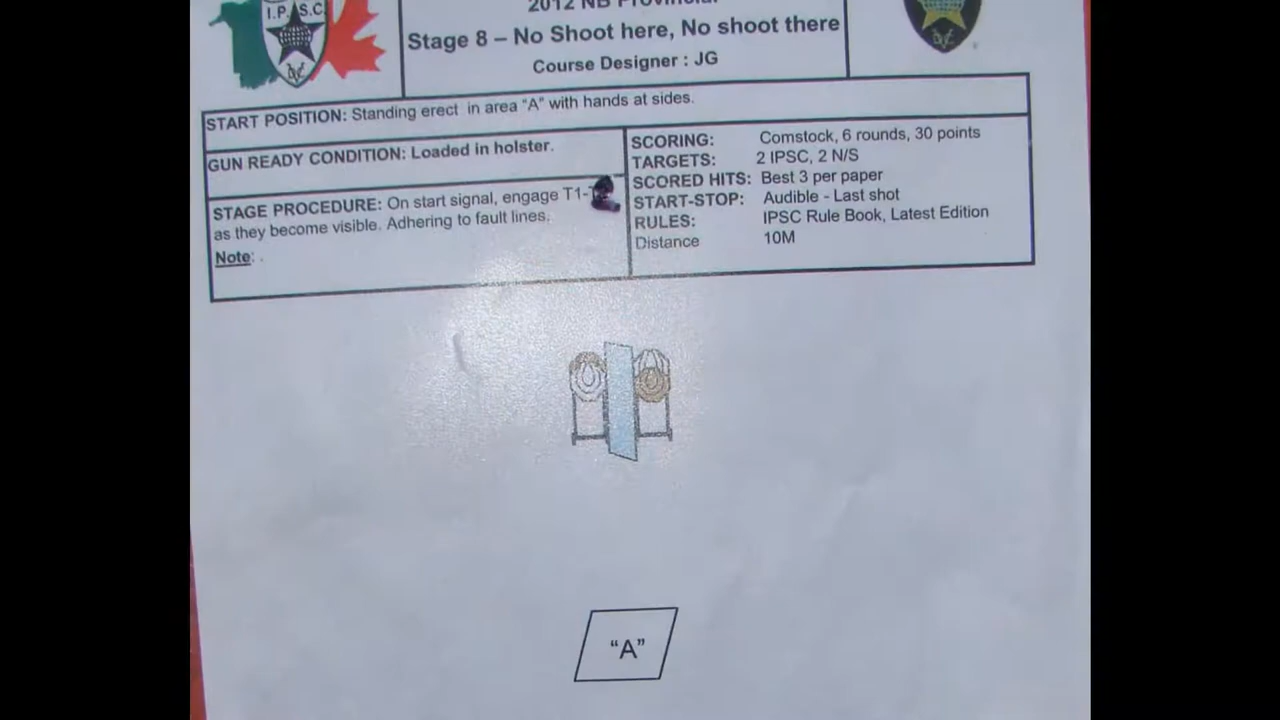 I.P.S.C
2012 NB Provincial
Stage 8 – No Shoot here, No shoot there
Course Designer : JG
START POSITION: Standing erect in area “A” with hands at sides.
GUN READY CONDITION: Loaded in holster.
STAGE PROCEDURE: On start signal, engage T1-
as they become visible. Adhering to fault lines.
Note: .
SCORING: Comstock, 6 rounds, 30 points
TARGETS: 2 IPSC, 2 N/S
SCORED HITS: Best 3 per paper
START-STOP: Audible - Last shot
RULES: IPSC Rule Book, Latest Edition
Distance 10M
“A”